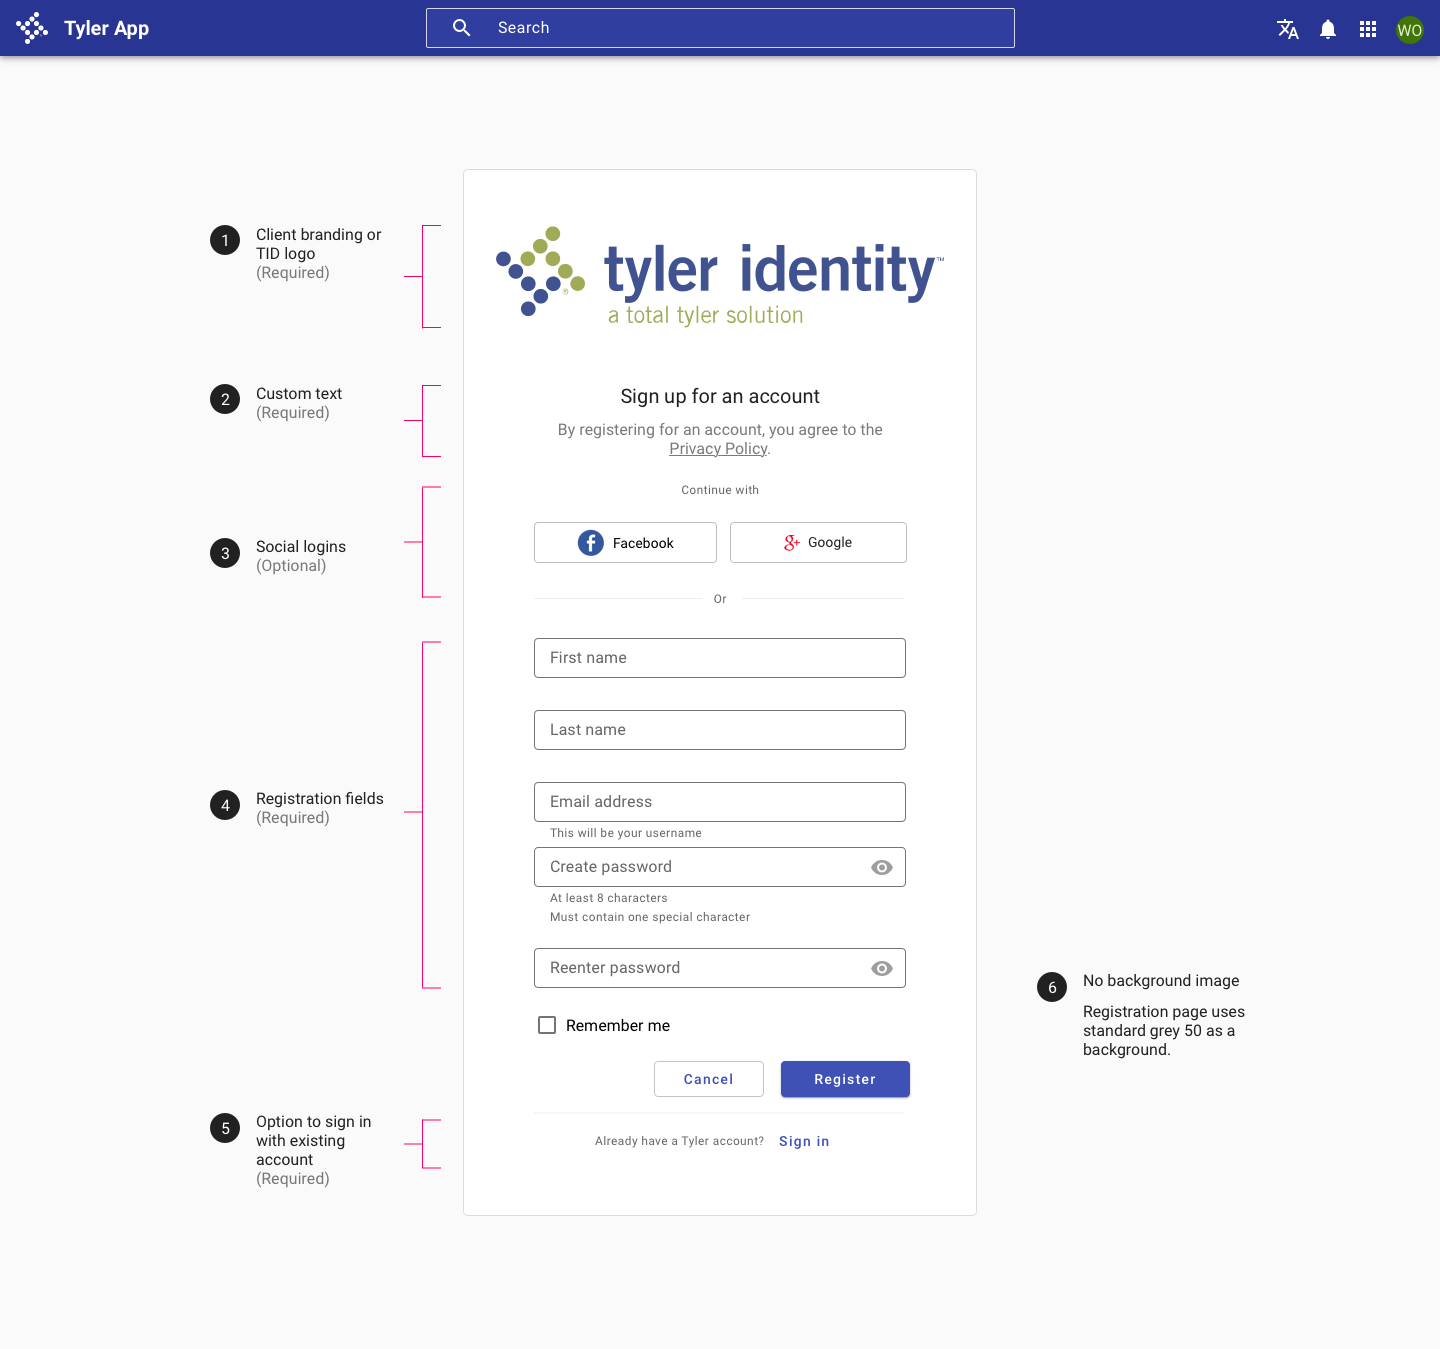 Tyler App
Search
WO
1
Client branding or
TID logo
(Required)
tyler identity™
®
a total tyler solution
2
Custom text
(Required)
Sign up for an account
By registering for an account, you agree to the
Privacy Policy.
Continue with
3
Social logins
(Optional)
Facebook
Google
Or
First name
Last name
4
Registration fields
(Required)
Email address
This will be your username
Create password
At least 8 characters
Must contain one special character
Reenter password
6
No background image
Registration page uses
standard grey 50 as a
background.
Remember me
Cancel
Register
5
Option to sign in
with existing
account
(Required)
Already have a Tyler account? Sign in